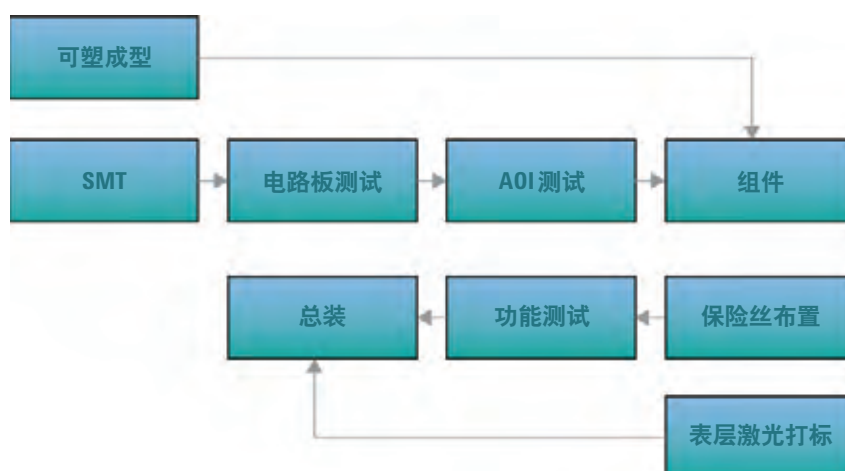 可塑成型
SMT
电路板测试
AOI 测试
组件
总装
功能测试
保险丝布置
表层激光打标